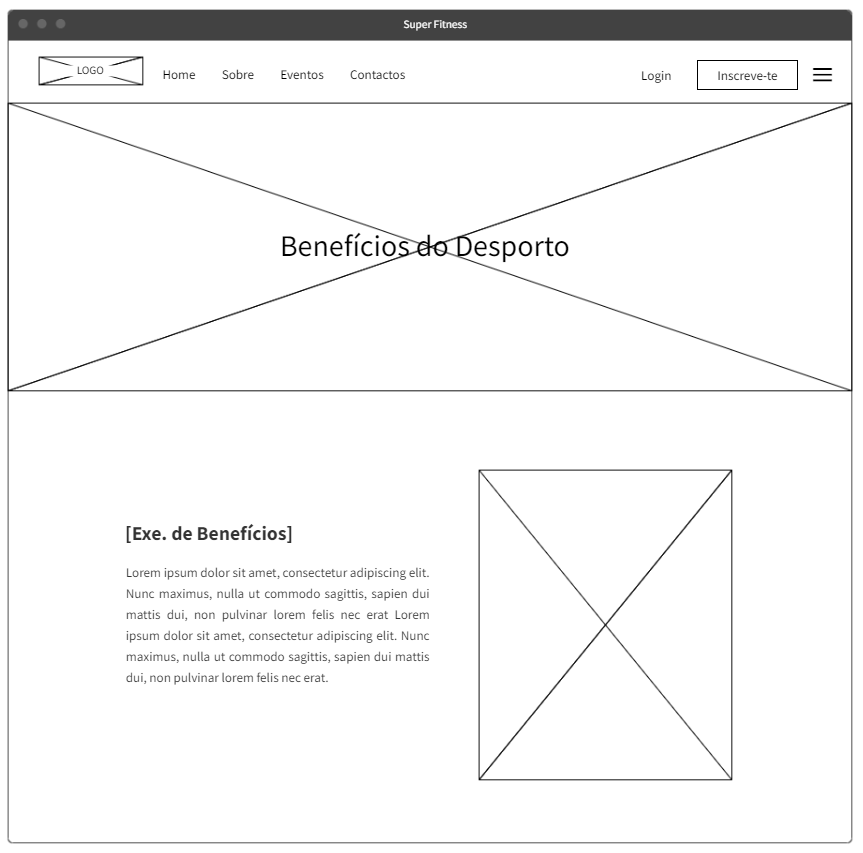 Super Fitness
LOGO
Home Sobre Eventos Contactos
Login Inscreve-te
Benefícios do Desporto
[Exe. de Benefícios]
Lorem ipsum dolor sit amet, consectetur adipiscing elit.
Nunc maximus, nulla ut commodo sagittis, sapien dui
mattis dui, non pulvinar lorem felis nec erat Lorem
ipsum dolor sit amet, consectetur adipiscing elit. Nunc
maximus, nulla ut commodo sagittis, sapien dui mattis
dui, non pulvinar lorem felis nec erat.